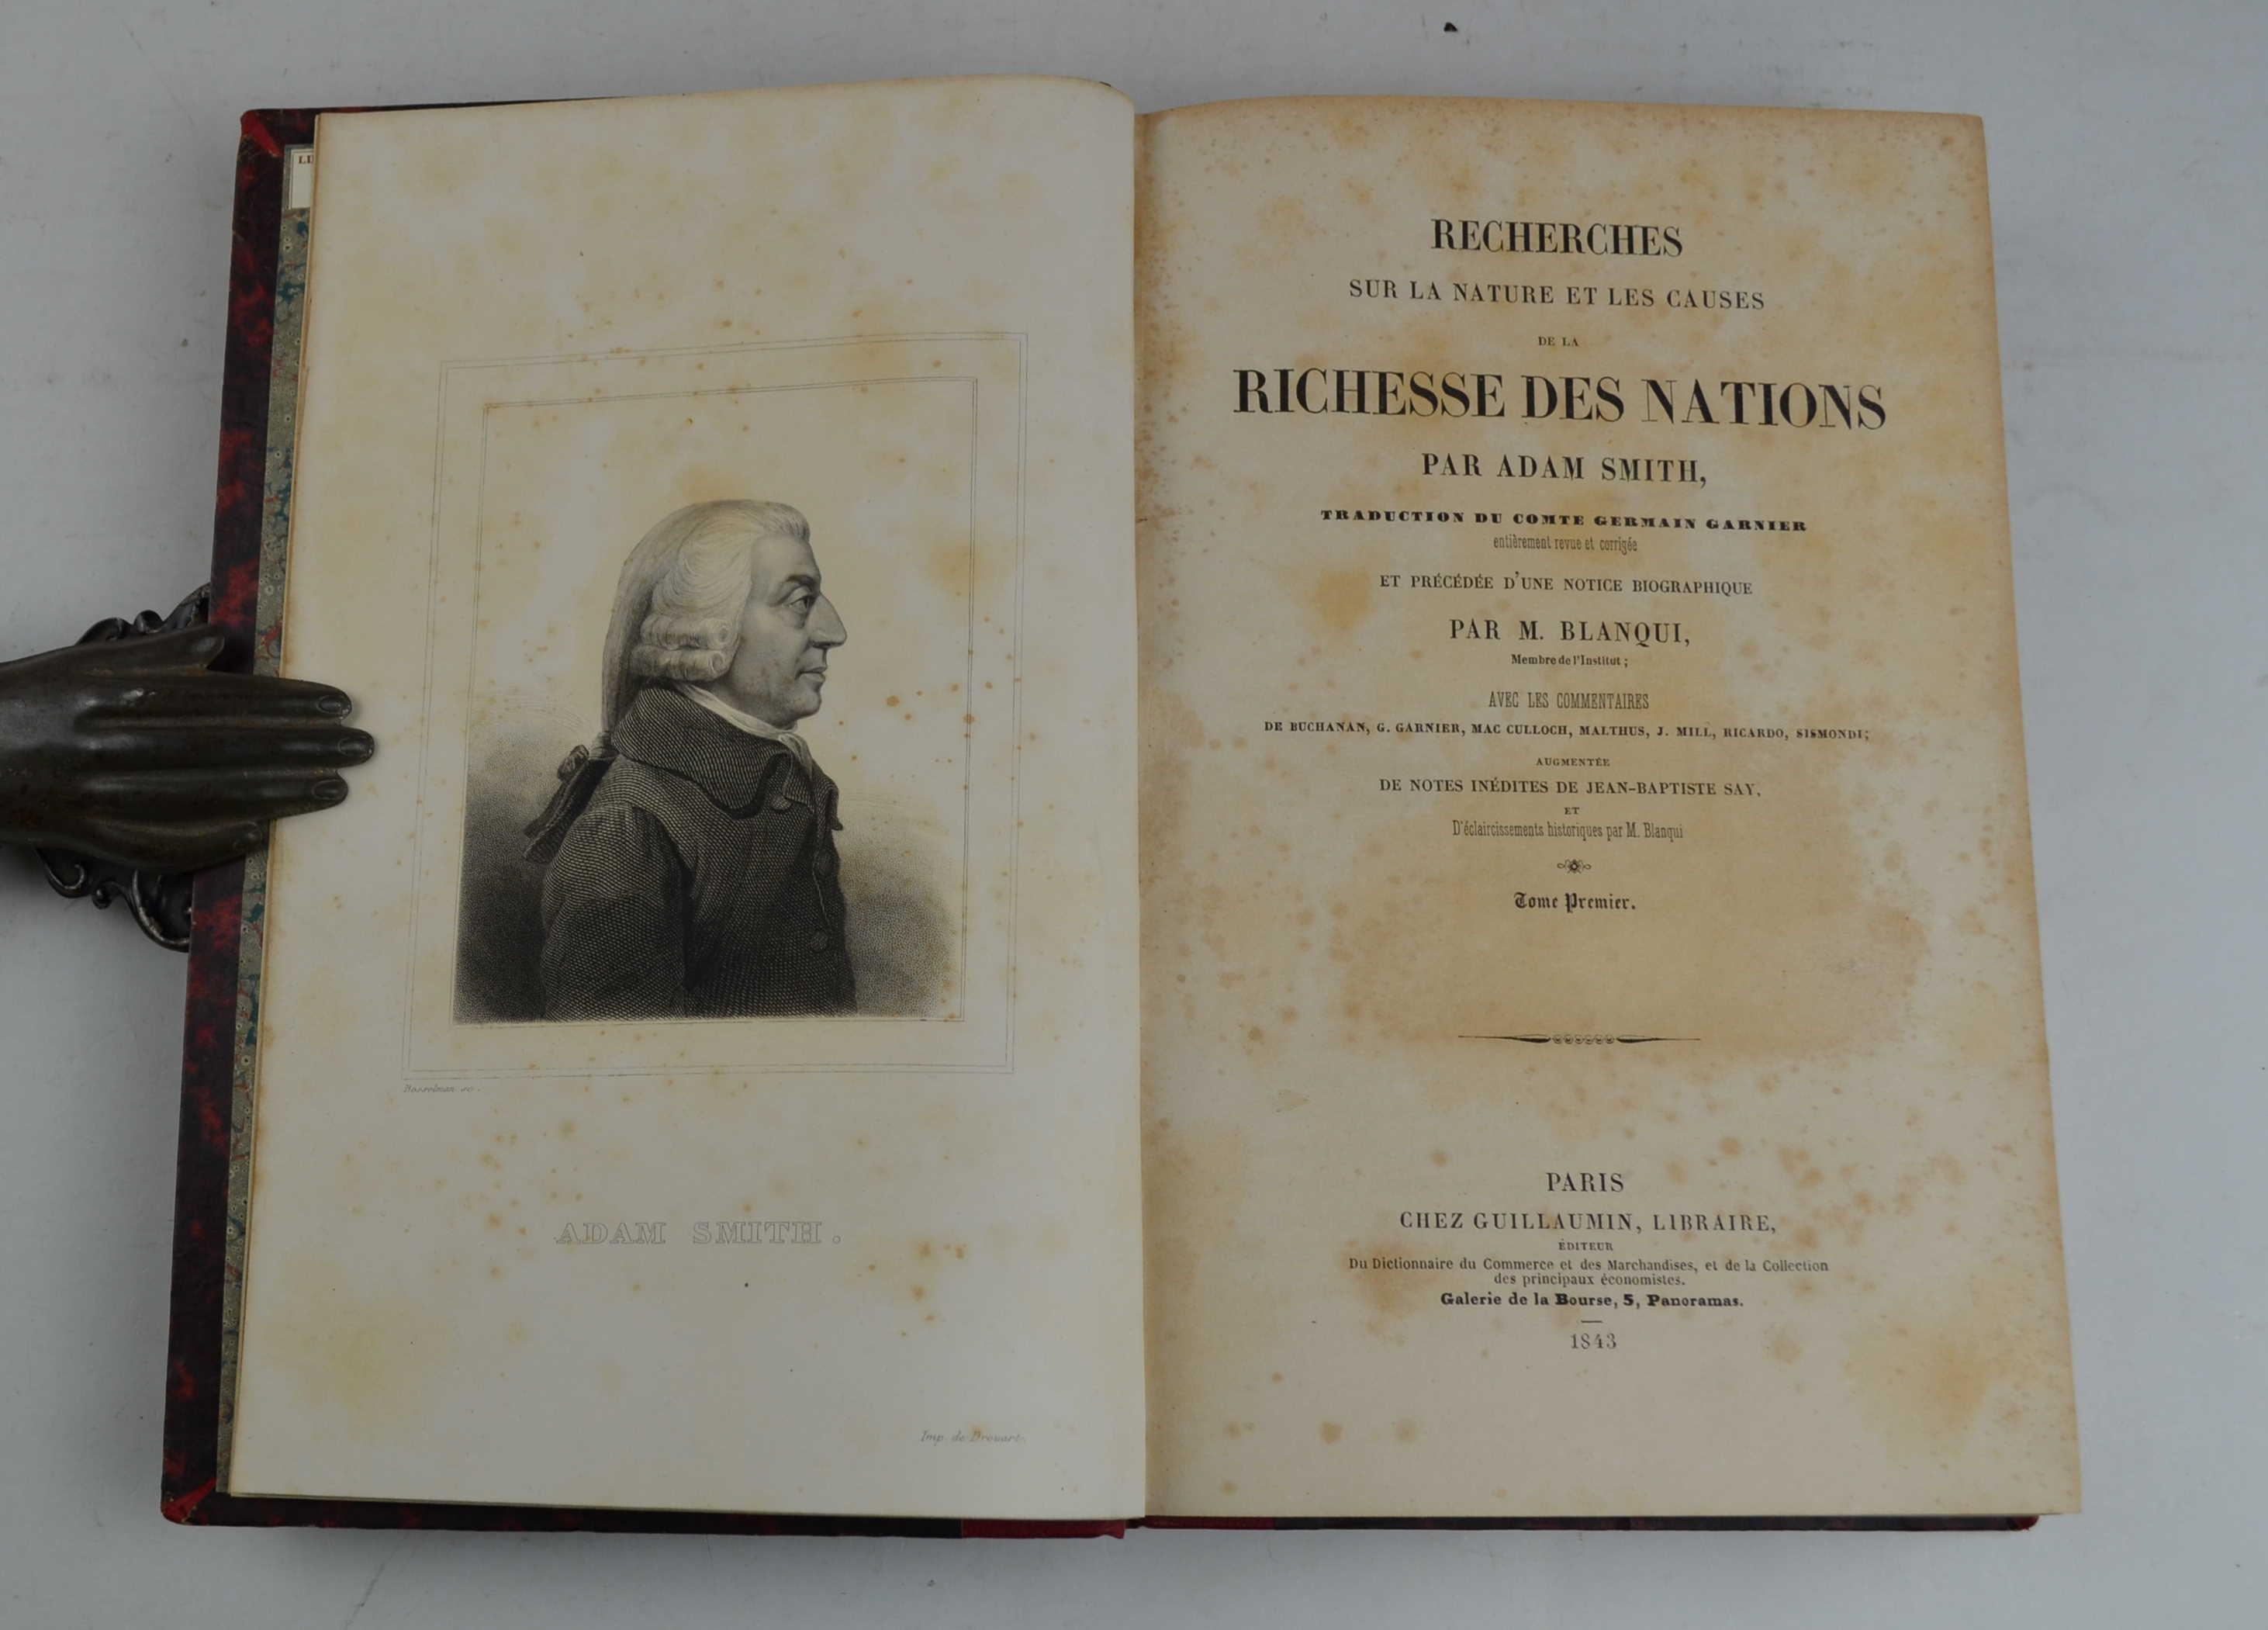 Bosselman sc.
ADAM SMITH.
Imp. de Drouart.
RECHERCHES
SUR LA NATURE ET LES CAUSES
DE LA
RICHESSE DES NATIONS
PAR ADAM SMITH,
TRADUCTION DU COMTE GERMAIN GARNIER
entièrement revue et corrigée
ET PRÉCÉDÉE D'UNE NOTICE BIOGRAPHIQUE
PAR M. BLANQUI,
Membre de l'Institut ;
AVEC LES COMMENTAIRES
DE BUCHANAN, G. GARNIER, MAC CULLOCH, MALTHUS, J. MILL, RICARDO, SISMONDI;
AUGMENTÉE
DE NOTES INÉDITES DE JEAN-BAPTISTE SAY,
ET
D'éclaircissements historiques par M. Blanqui
Tome Premier.
PARIS
CHEZ GUILLAUMIN, LIBRAIRE,
ÉDITEUR
Du Dictionnaire du Commerce et des Marchandises, et de la Collection
des principaux économistes.
Galerie de la Bourse, 5, Panoramas.
1843